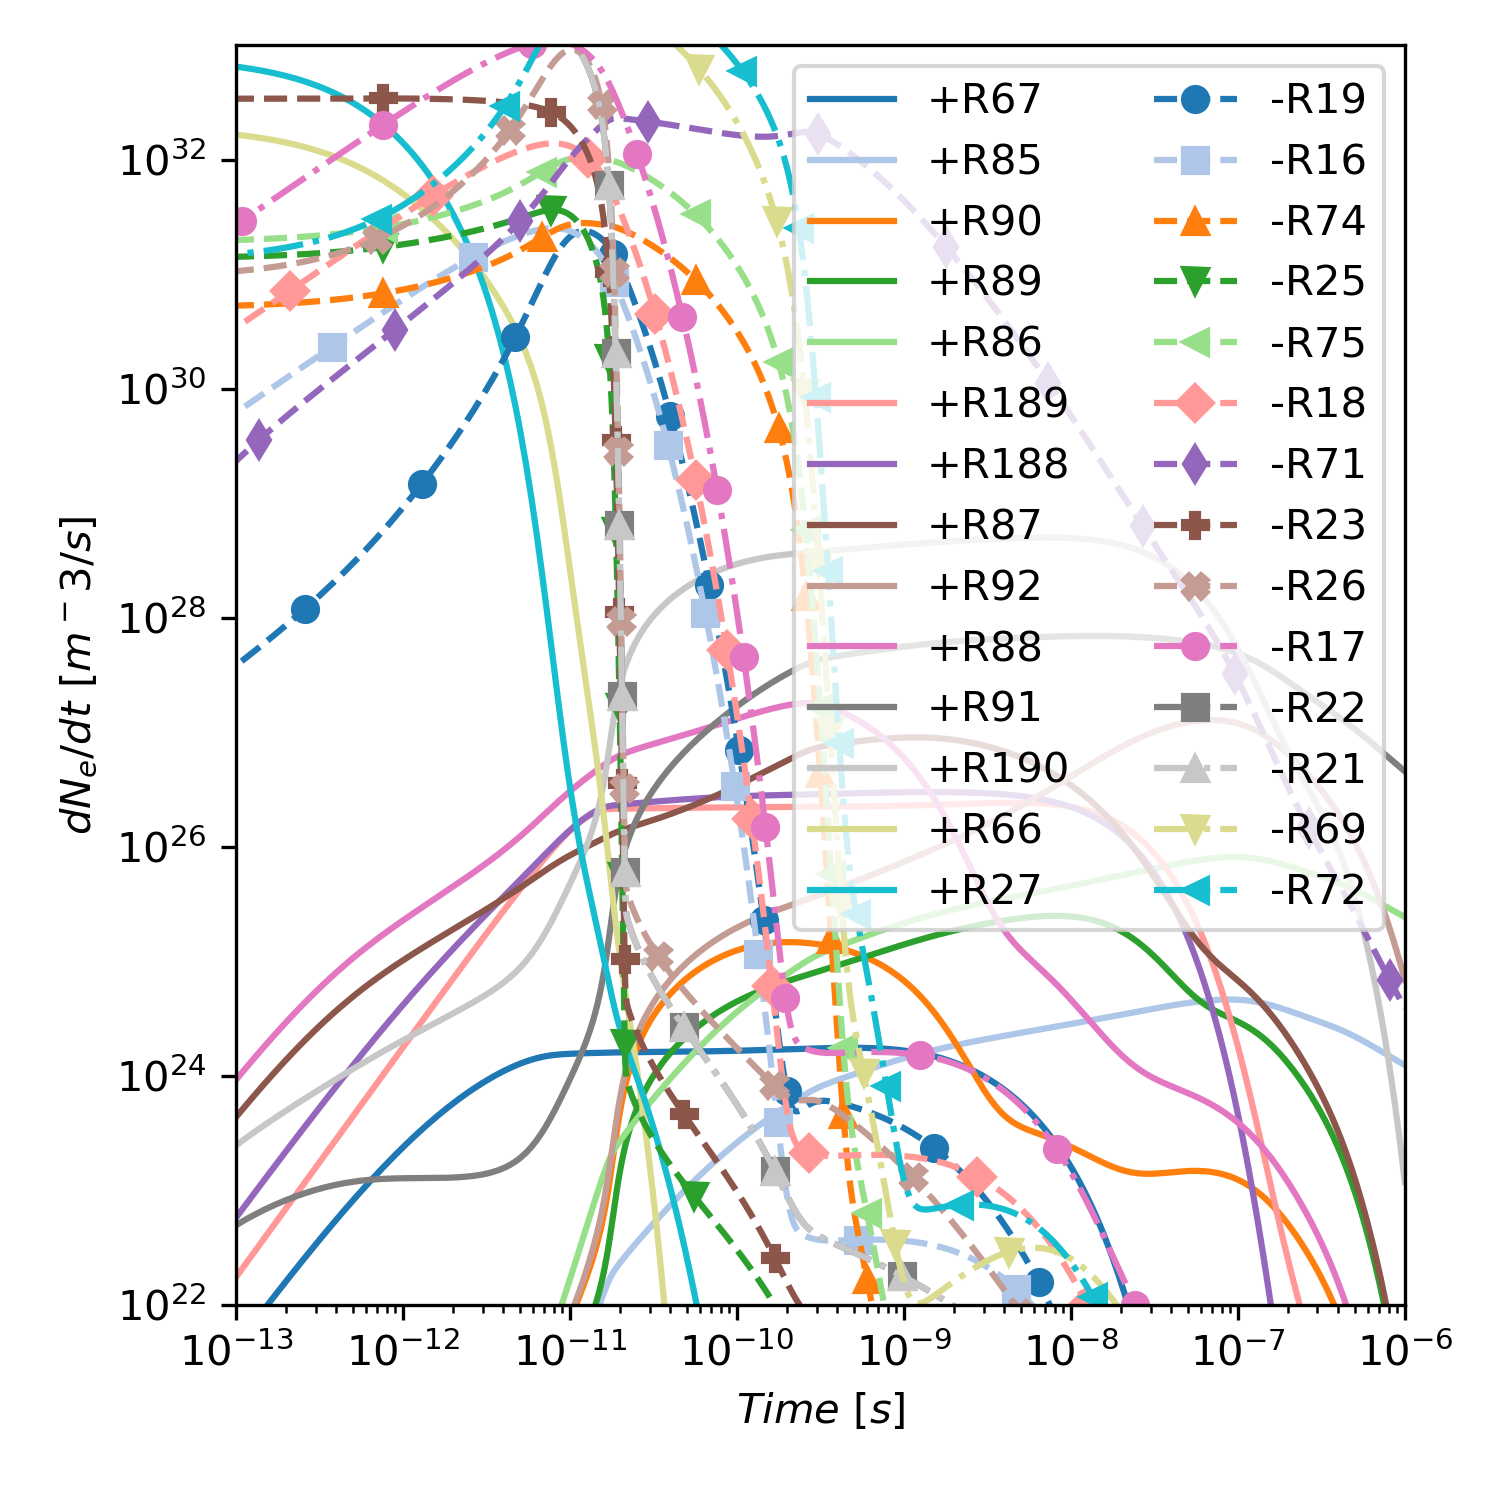 10^32
10^30
10^28
10^26
10^24
10^22
dN_e/dt [m^-3/s]
+R67 -R19
+R85 -R16
+R90 -R74
+R89 -R25
+R86 -R75
+R189 -R18
+R188 -R71
+R87 -R23
+R92 -R26
+R88 -R17
+R91 -R22
+R190 -R21
+R66 -R69
+R27 -R72
10^-13 10^-12 10^-11 10^-10 10^-9 10^-8 10^-7 10^-6
Time [s]